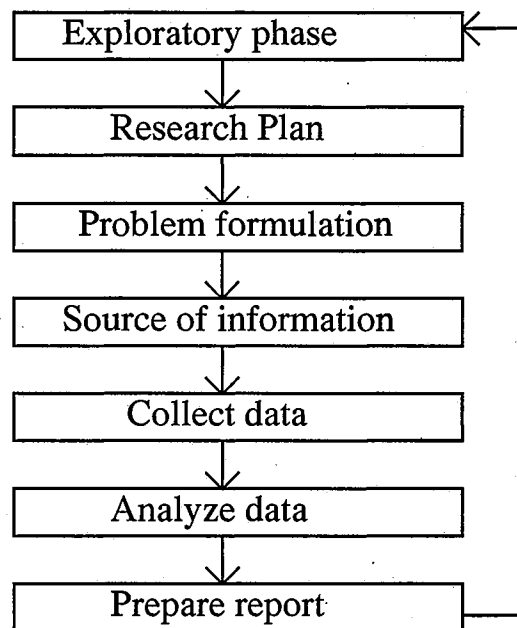 Exploratory phase
Research Plan
Problem formulation
Source of information
Collect data
Analyze data
Prepare report